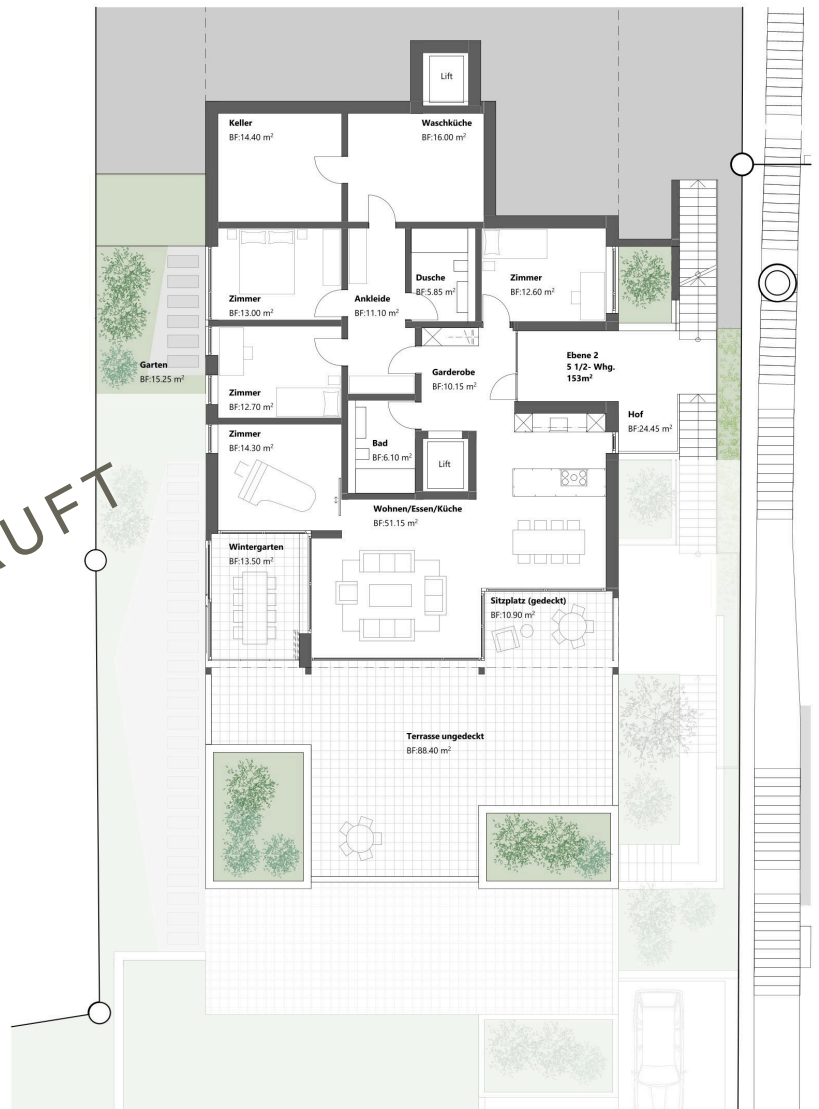 Lift
Keller
BF:14.40 m²
Waschküche
BF:16.00 m²
Zimmer
BF:13.00 m²
Ankleide
BF:11.10 m²
Dusche
BF:5.85 m²
Zimmer
BF:12.60 m²
Garten
BF:15.25 m²
Zimmer
BF:12.70 m²
Garderobe
BF:10.15 m²
Ebene 2
5 1/2- Whg.
153m²
Hof
BF:24.45 m²
Zimmer
BF:14.30 m²
Bad
BF:6.10 m²
Lift
Wohnen/Essen/Küche
BF:51.15 m²
Wintergarten
BF:13.50 m²
Sitzplatz (gedeckt)
BF:10.90 m²
Terrasse ungedeckt
BF:88.40 m²